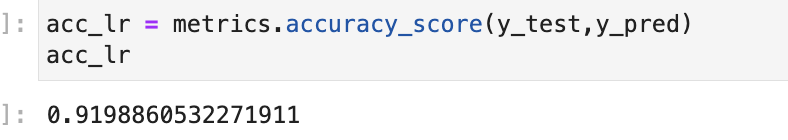 ]: acc_lr = metrics.accuracy_score(y_test,y_pred)
acc_lr
]: 0.9198860532271911